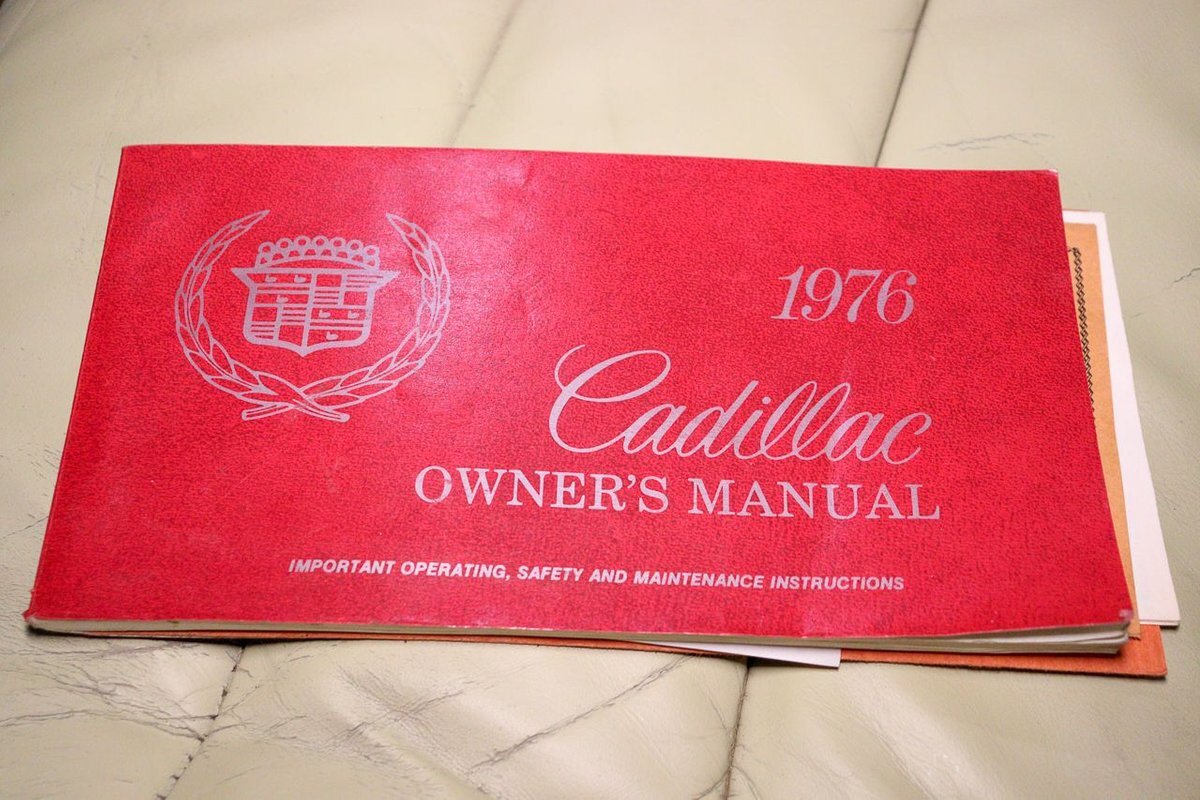 1976
Cadillac
OWNER'S MANUAL
IMPORTANT OPERATING, SAFETY AND MAINTENANCE INSTRUCTIONS